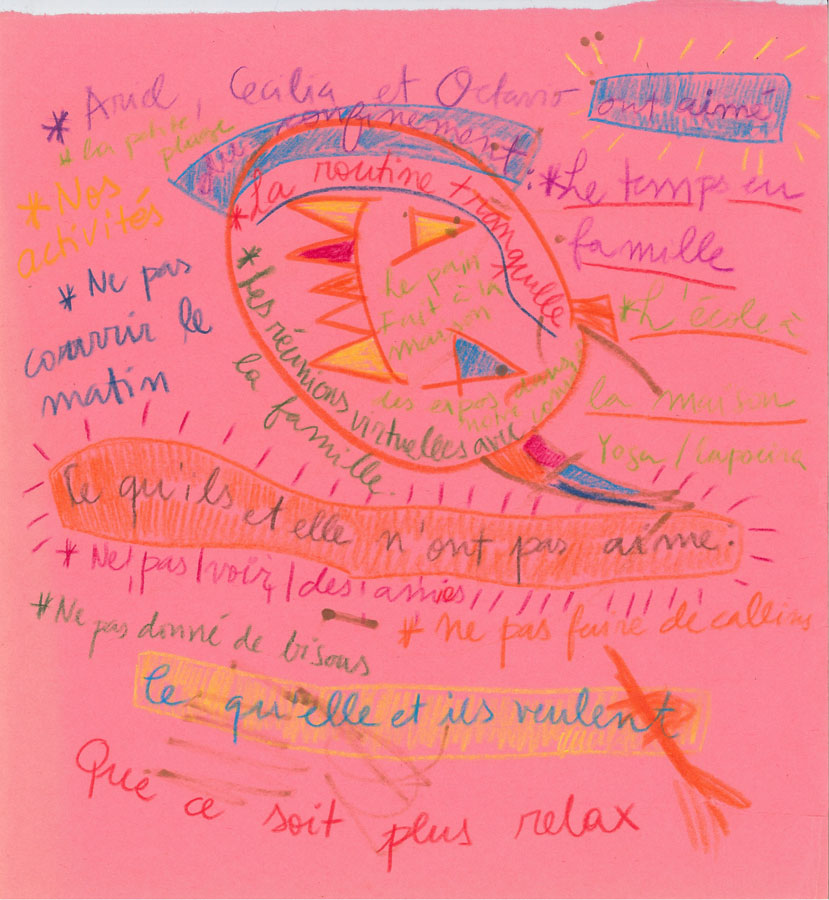 * Ariel, Cecilia et Octavio ont aimé
du confinement :
* La petite
plage
* Nos
activités
* Ne pas
courrir le
matin
* La routine tranquille
* Le temps en
famille
* L'école à
la maison
Yoga / Capoeira
Le pain
fait à la
maison
des expos dans
notre
* Les réunions virtuelles avec
la famille.
Ce qu'ils et elle n'ont pas aimé :
* Ne pas voir des amies
* Ne pas donné de bisous
* Ne pas faire de callins
Ce qu'elle et ils veulent
Que ce soit plus relax